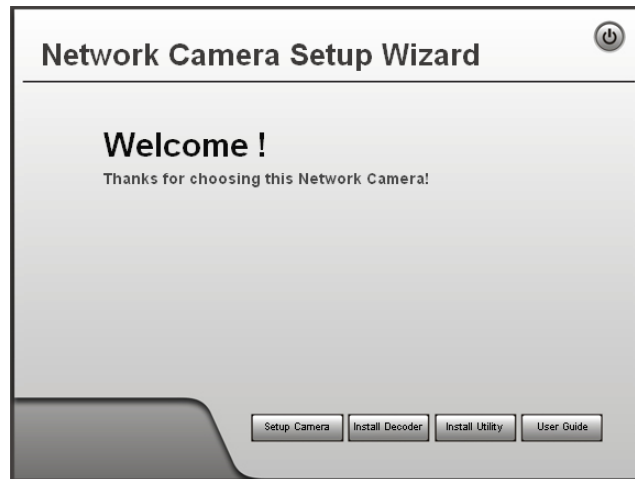 Network Camera Setup Wizard
Welcome !
Thanks for choosing this Network Camera!
Setup Camera Install Decoder Install Utility User Guide